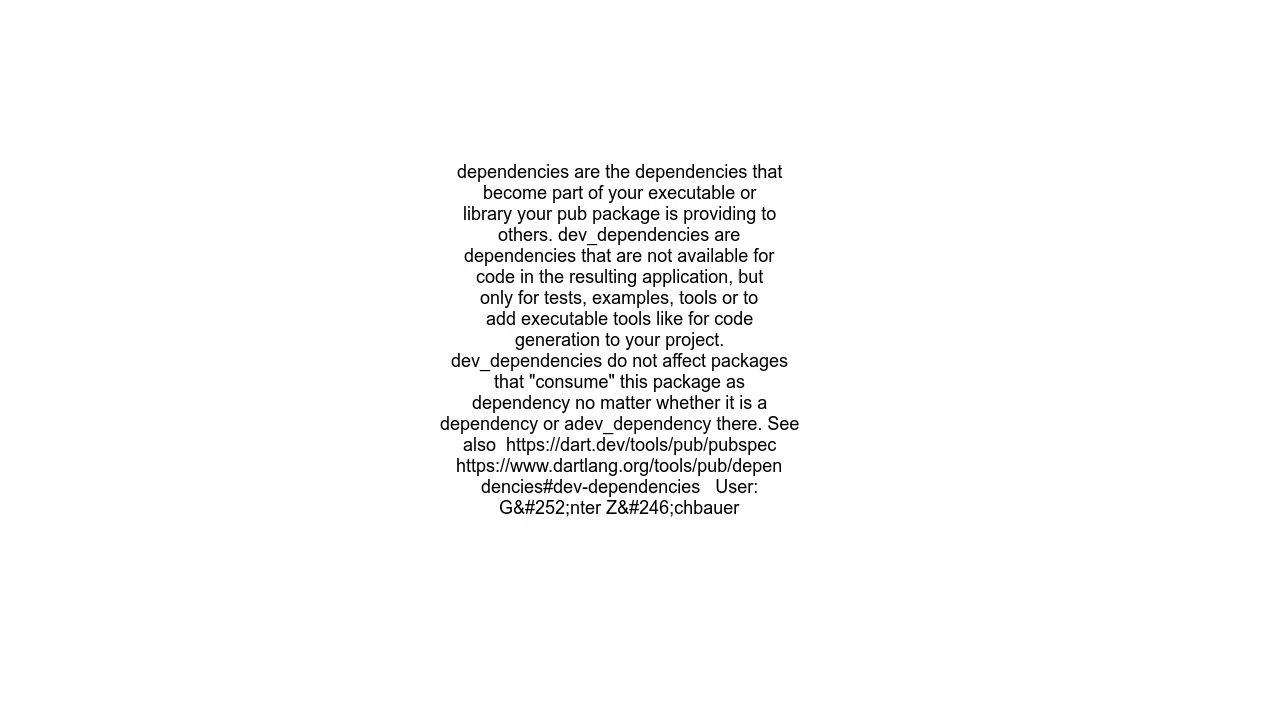 dependencies are the dependencies that
become part of your executable or
library your pub package is providing to
others. dev_dependencies are
dependencies that are not available for
code in the resulting application, but
only for tests, examples, tools or to
add executable tools like for code
generation to your project.
dev_dependencies do not affect packages
that "consume" this package as
dependency no matter whether it is a
dependency or adev_dependency there. See
also  https://dart.dev/tools/pub/pubspec
https://www.dartlang.org/tools/pub/depen
dencies#dev-dependencies   User:
G&#252;nter Z&#246;chbauer